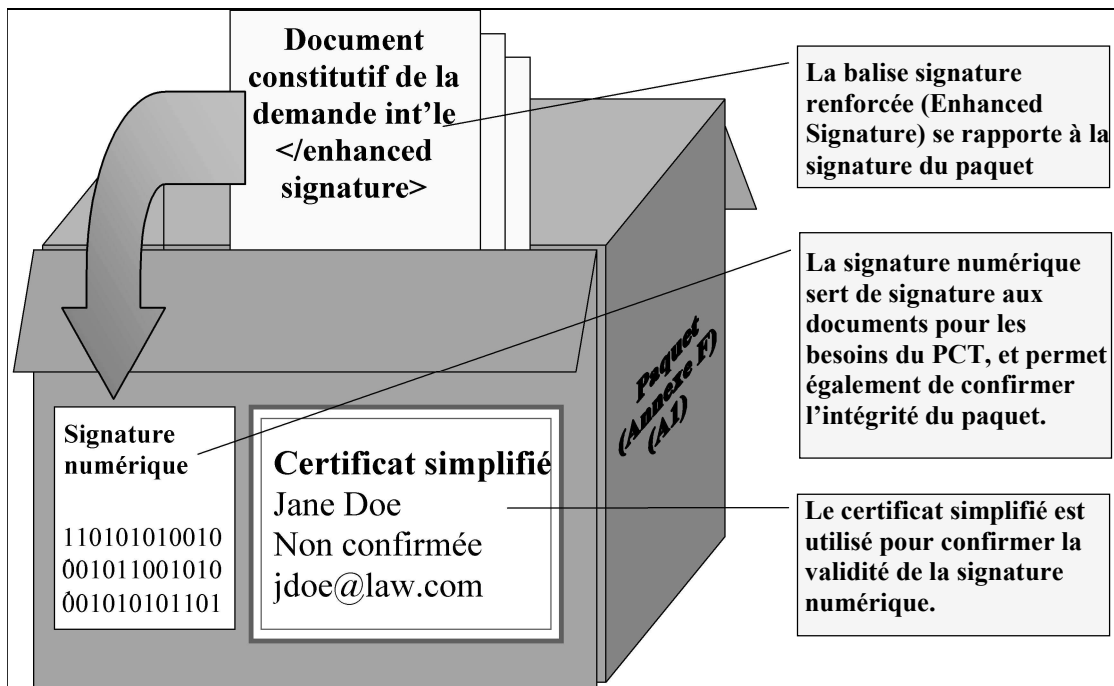 Document
constitutif de la
demande int’le
</enhanced
signature>
La balise signature
renforcée (Enhanced
Signature) se rapporte à la
signature du paquet
La signature numérique
sert de signature aux
documents pour les
besoins du PCT, et permet
également de confirmer
l’intégrité du paquet.
Paquet
(Annexe F)
(A1)
Signature
numérique
110101010010
001011001010
001010101101
Certificat simplifié
Jane Doe
Non confirmée
jdoe@law.com
Le certificat simplifié est
utilisé pour confirmer la
validité de la signature
numérique.